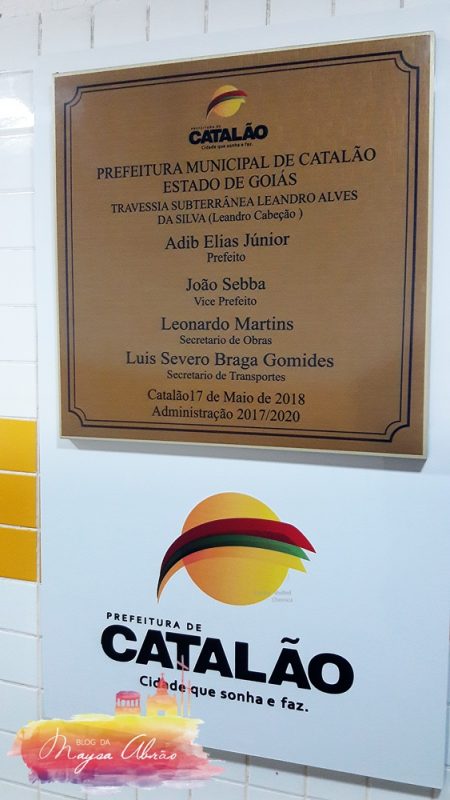 PREFEITURA DE
CATALÃO
Cidade que sonha e faz.
PREFEITURA MUNICIPAL DE CATALÃO
ESTADO DE GOIÁS
TRAVESSIA SUBTERRÂNEA LEANDRO ALVES
DA SILVA (Leandro Cabeção )
Adib Elias Júnior
Prefeito
João Sebba
Vice Prefeito
Leonardo Martins
Secretario de Obras
Luis Severo Braga Gomides
Secretario de Transportes
Catalão17 de Maio de 2018
Administração 2017/2020
PREFEITURA DE
CATALÃO
Cidade que sonha e faz.
BLOG DA
Maysa Abrão